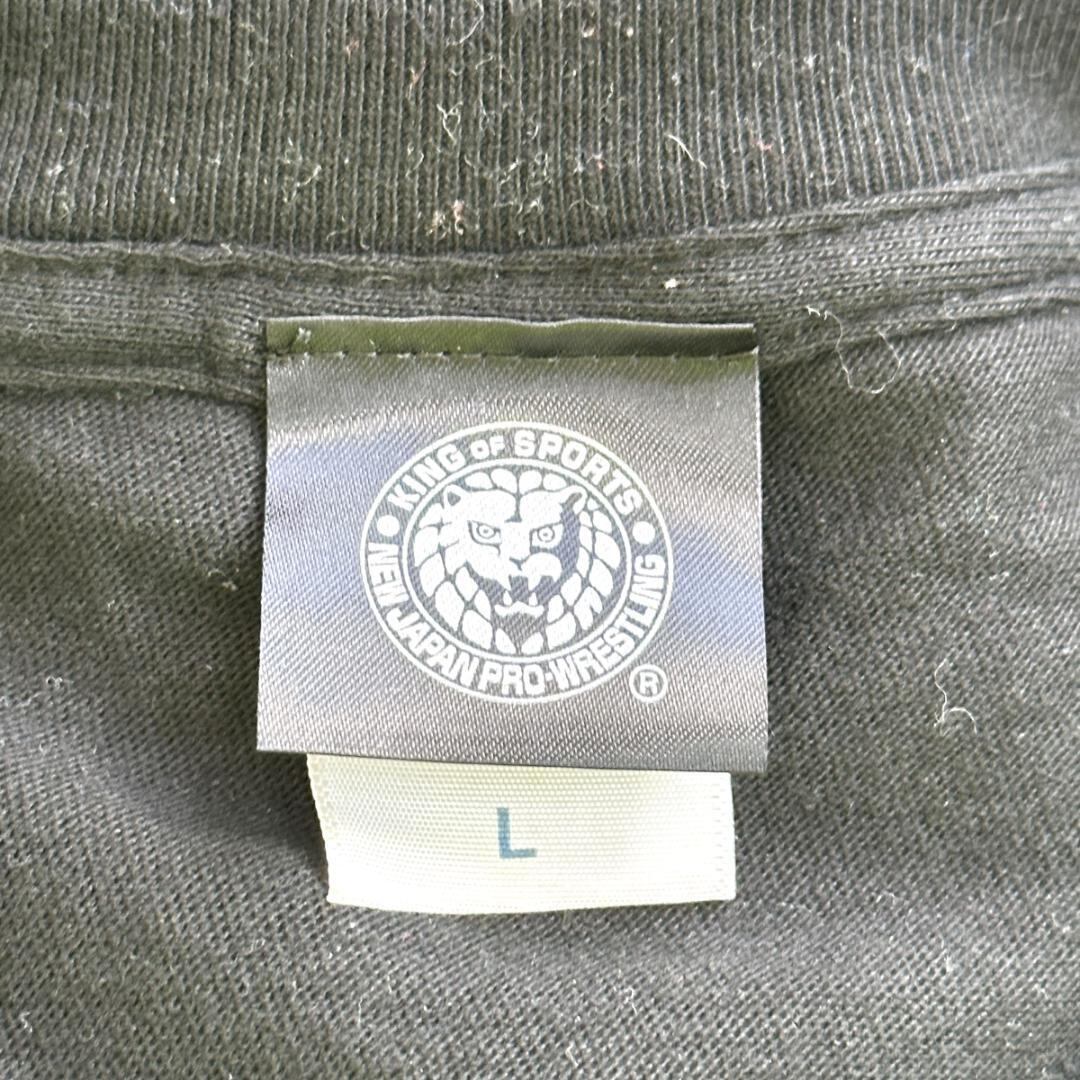 KING OF SPORTS
NEW JAPAN PRO-WRESTLING
®
L